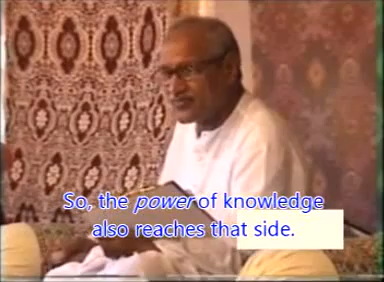 So, the power of knowledge
also reaches that side.